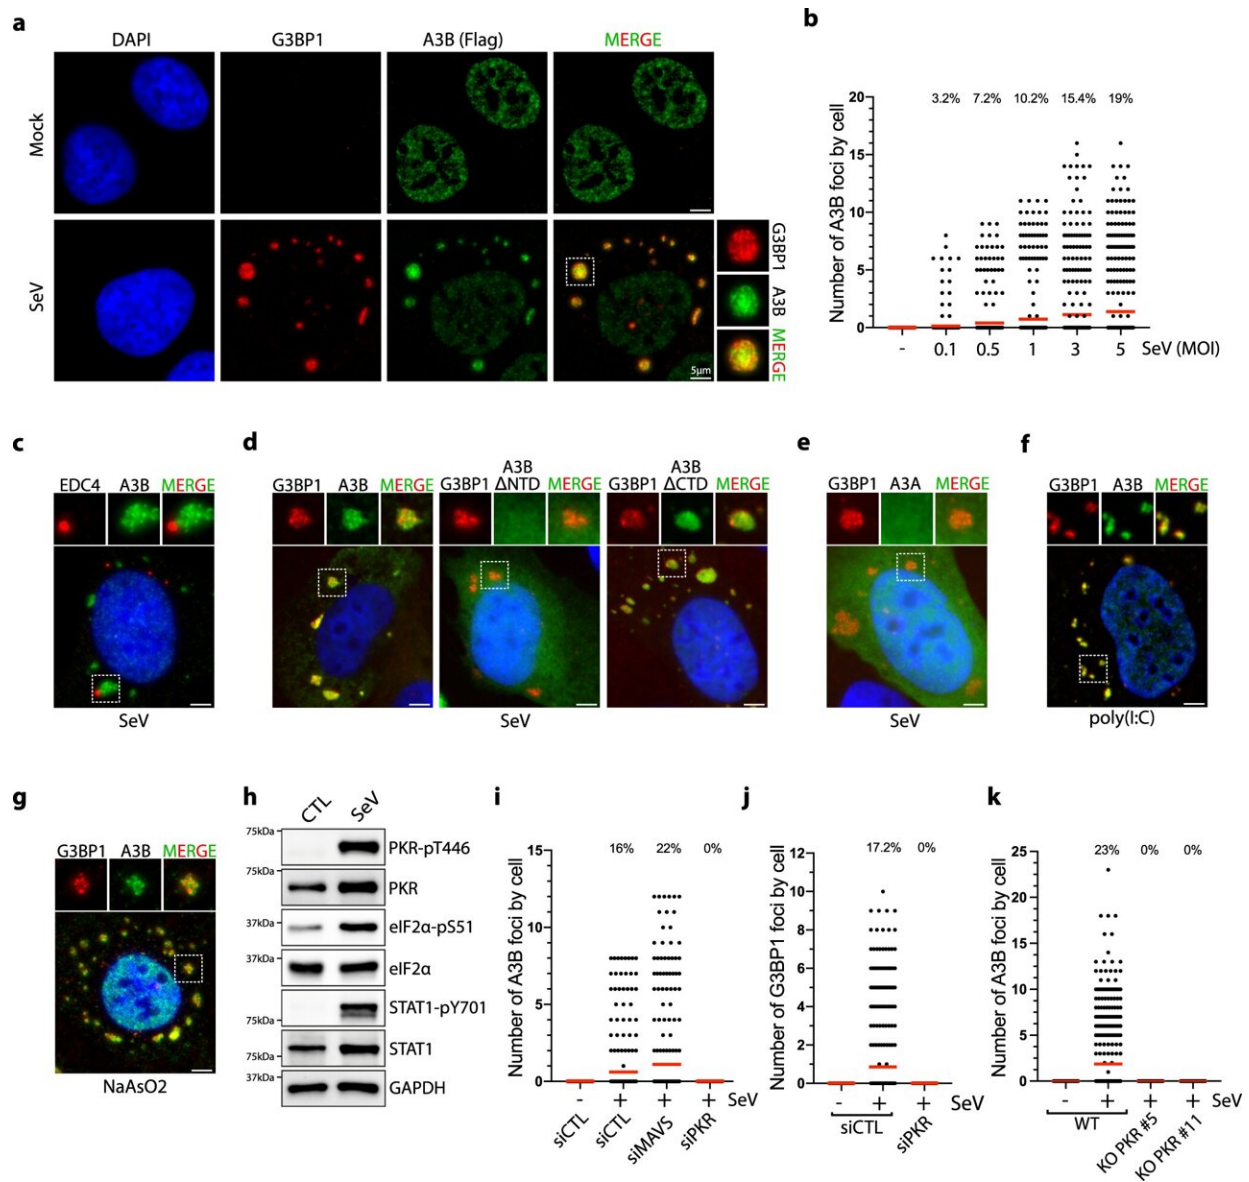 a
DAPI G3BP1 A3B (Flag) MERGE
Mock
SeV
5μm
G3BP1
A3B
MERGE
b
Number of A3B foci by cell
20
15
10
5
0
3.2% 7.2% 10.2% 15.4% 19%
- 0.1 0.5 1 3 5 SeV (MOI)
c
EDC4 A3B MERGE
SeV
d
G3BP1 A3B MERGE
G3BP1 A3B ΔNTD MERGE
G3BP1 A3B ΔCTD MERGE
SeV
e
G3BP1 A3A MERGE
SeV
f
G3BP1 A3B MERGE
poly(I:C)
g
G3BP1 A3B MERGE
NaAsO2
h
CTL SeV
75kDa
PKR-pT446
75kDa
PKR
37kDa
eIF2α-pS51
37kDa
eIF2α
STAT1-pY701
75kDa
STAT1
75kDa
37kDa
GAPDH
i
Number of A3B foci by cell
15
10
5
0
16% 22% 0%
- + + + SeV
siCTL siCTL siMAVS siPKR
j
Number of G3BP1 foci by cell
12
10
8
6
4
2
0
17.2% 0%
- + + SeV
siCTL siPKR
k
Number of A3B foci by cell
25
20
15
10
5
0
23% 0% 0%
- + + + SeV
WT KO PKR #5 KO PKR #11